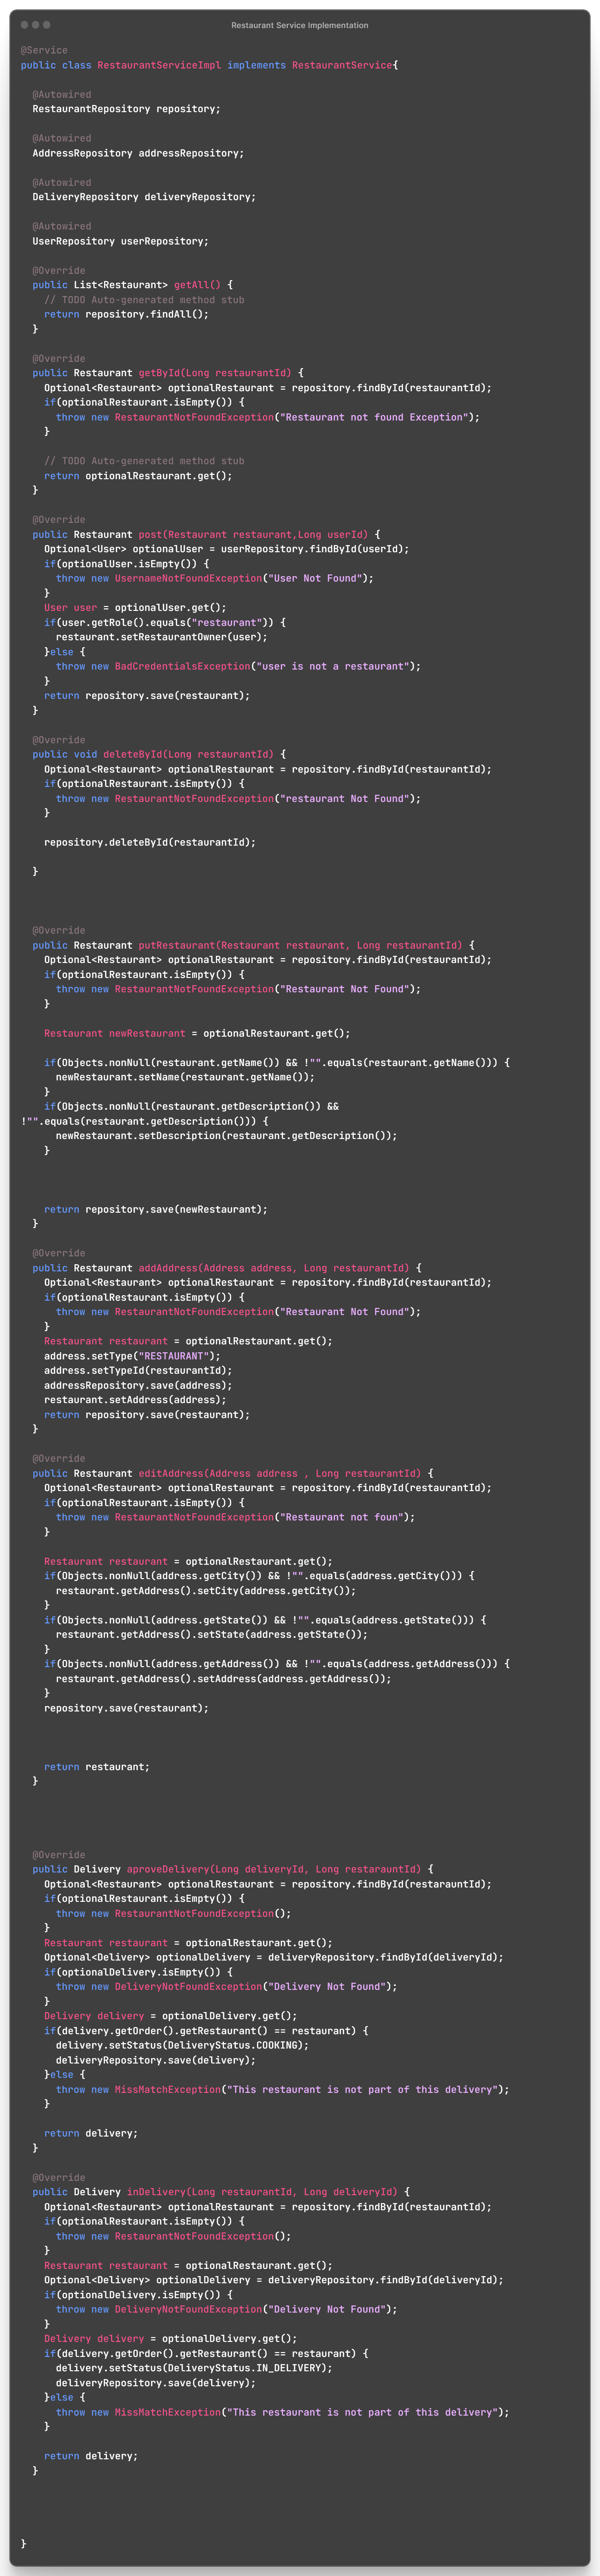 Restaurant Service Implementation
@Service
public class RestaurantServiceImpl implements RestaurantService{
@Autowired
RestaurantRepository repository;
@Autowired
AddressRepository addressRepository;
@Autowired
DeliveryRepository deliveryRepository;
@Autowired
UserRepository userRepository;
@Override
public List<Restaurant> getAll() {
// TODO Auto-generated method stub
return repository.findAll();
}
@Override
public Restaurant getById(Long restaurantId) {
Optional<Restaurant> optionalRestaurant = repository.findById(restaurantId);
if(optionalRestaurant.isEmpty()) {
throw new RestaurantNotFoundException("Restaurant not found Exception");
}
// TODO Auto-generated method stub
return optionalRestaurant.get();
}
@Override
public Restaurant post(Restaurant restaurant,Long userId) {
Optional<User> optionalUser = userRepository.findById(userId);
if(optionalUser.isEmpty()) {
throw new UsernameNotFoundException("User Not Found");
}
User user = optionalUser.get();
if(user.getRole().equals("restaurant")) {
restaurant.setRestaurantOwner(user);
}else {
throw new BadCredentialsException("user is not a restaurant");
}
return repository.save(restaurant);
}
@Override
public void deleteById(Long restaurantId) {
Optional<Restaurant> optionalRestaurant = repository.findById(restaurantId);
if(optionalRestaurant.isEmpty()) {
throw new RestaurantNotFoundException("restaurant Not Found");
}
repository.deleteById(restaurantId);
}
@Override
public Restaurant putRestaurant(Restaurant restaurant, Long restaurantId) {
Optional<Restaurant> optionalRestaurant = repository.findById(restaurantId);
if(optionalRestaurant.isEmpty()) {
throw new RestaurantNotFoundException("Restaurant Not Found");
}
Restaurant newRestaurant = optionalRestaurant.get();
if(Objects.nonNull(restaurant.getName()) && !"".equals(restaurant.getName())) {
newRestaurant.setName(restaurant.getName());
}
if(Objects.nonNull(restaurant.getDescription()) &&
!"".equals(restaurant.getDescription())) {
newRestaurant.setDescription(restaurant.getDescription());
}
return repository.save(newRestaurant);
}
@Override
public Restaurant addAddress(Address address, Long restaurantId) {
Optional<Restaurant> optionalRestaurant = repository.findById(restaurantId);
if(optionalRestaurant.isEmpty()) {
throw new RestaurantNotFoundException("Restaurant Not Found");
}
Restaurant restaurant = optionalRestaurant.get();
address.setType("RESTAURANT");
address.setTypeId(restaurantId);
addressRepository.save(address);
restaurant.setAddress(address);
return repository.save(restaurant);
}
@Override
public Restaurant editAddress(Address address , Long restaurantId) {
Optional<Restaurant> optionalRestaurant = repository.findById(restaurantId);
if(optionalRestaurant.isEmpty()) {
throw new RestaurantNotFoundException("Restaurant not foun");
}
Restaurant restaurant = optionalRestaurant.get();
if(Objects.nonNull(address.getCity()) && !"".equals(address.getCity())) {
restaurant.getAddress().setCity(address.getCity());
}
if(Objects.nonNull(address.getState()) && !"".equals(address.getState())) {
restaurant.getAddress().setState(address.getState());
}
if(Objects.nonNull(address.getAddress()) && !"".equals(address.getAddress())) {
restaurant.getAddress().setAddress(address.getAddress());
}
repository.save(restaurant);
return restaurant;
}
@Override
public Delivery aproveDelivery(Long deliveryId, Long restarauntId) {
Optional<Restaurant> optionalRestaurant = repository.findById(restarauntId);
if(optionalRestaurant.isEmpty()) {
throw new RestaurantNotFoundException();
}
Restaurant restaurant = optionalRestaurant.get();
Optional<Delivery> optionalDelivery = deliveryRepository.findById(deliveryId);
if(optionalDelivery.isEmpty()) {
throw new DeliveryNotFoundException("Delivery Not Found");
}
Delivery delivery = optionalDelivery.get();
if(delivery.getOrder().getRestaurant() == restaurant) {
delivery.setStatus(DeliveryStatus.COOKING);
deliveryRepository.save(delivery);
}else {
throw new MissMatchException("This restaurant is not part of this delivery");
}
return delivery;
}
@Override
public Delivery inDelivery(Long restaurantId, Long deliveryId) {
Optional<Restaurant> optionalRestaurant = repository.findById(restaurantId);
if(optionalRestaurant.isEmpty()) {
throw new RestaurantNotFoundException();
}
Restaurant restaurant = optionalRestaurant.get();
Optional<Delivery> optionalDelivery = deliveryRepository.findById(deliveryId);
if(optionalDelivery.isEmpty()) {
throw new DeliveryNotFoundException("Delivery Not Found");
}
Delivery delivery = optionalDelivery.get();
if(delivery.getOrder().getRestaurant() == restaurant) {
delivery.setStatus(DeliveryStatus.IN_DELIVERY);
deliveryRepository.save(delivery);
}else {
throw new MissMatchException("This restaurant is not part of this delivery");
}
return delivery;
}
}